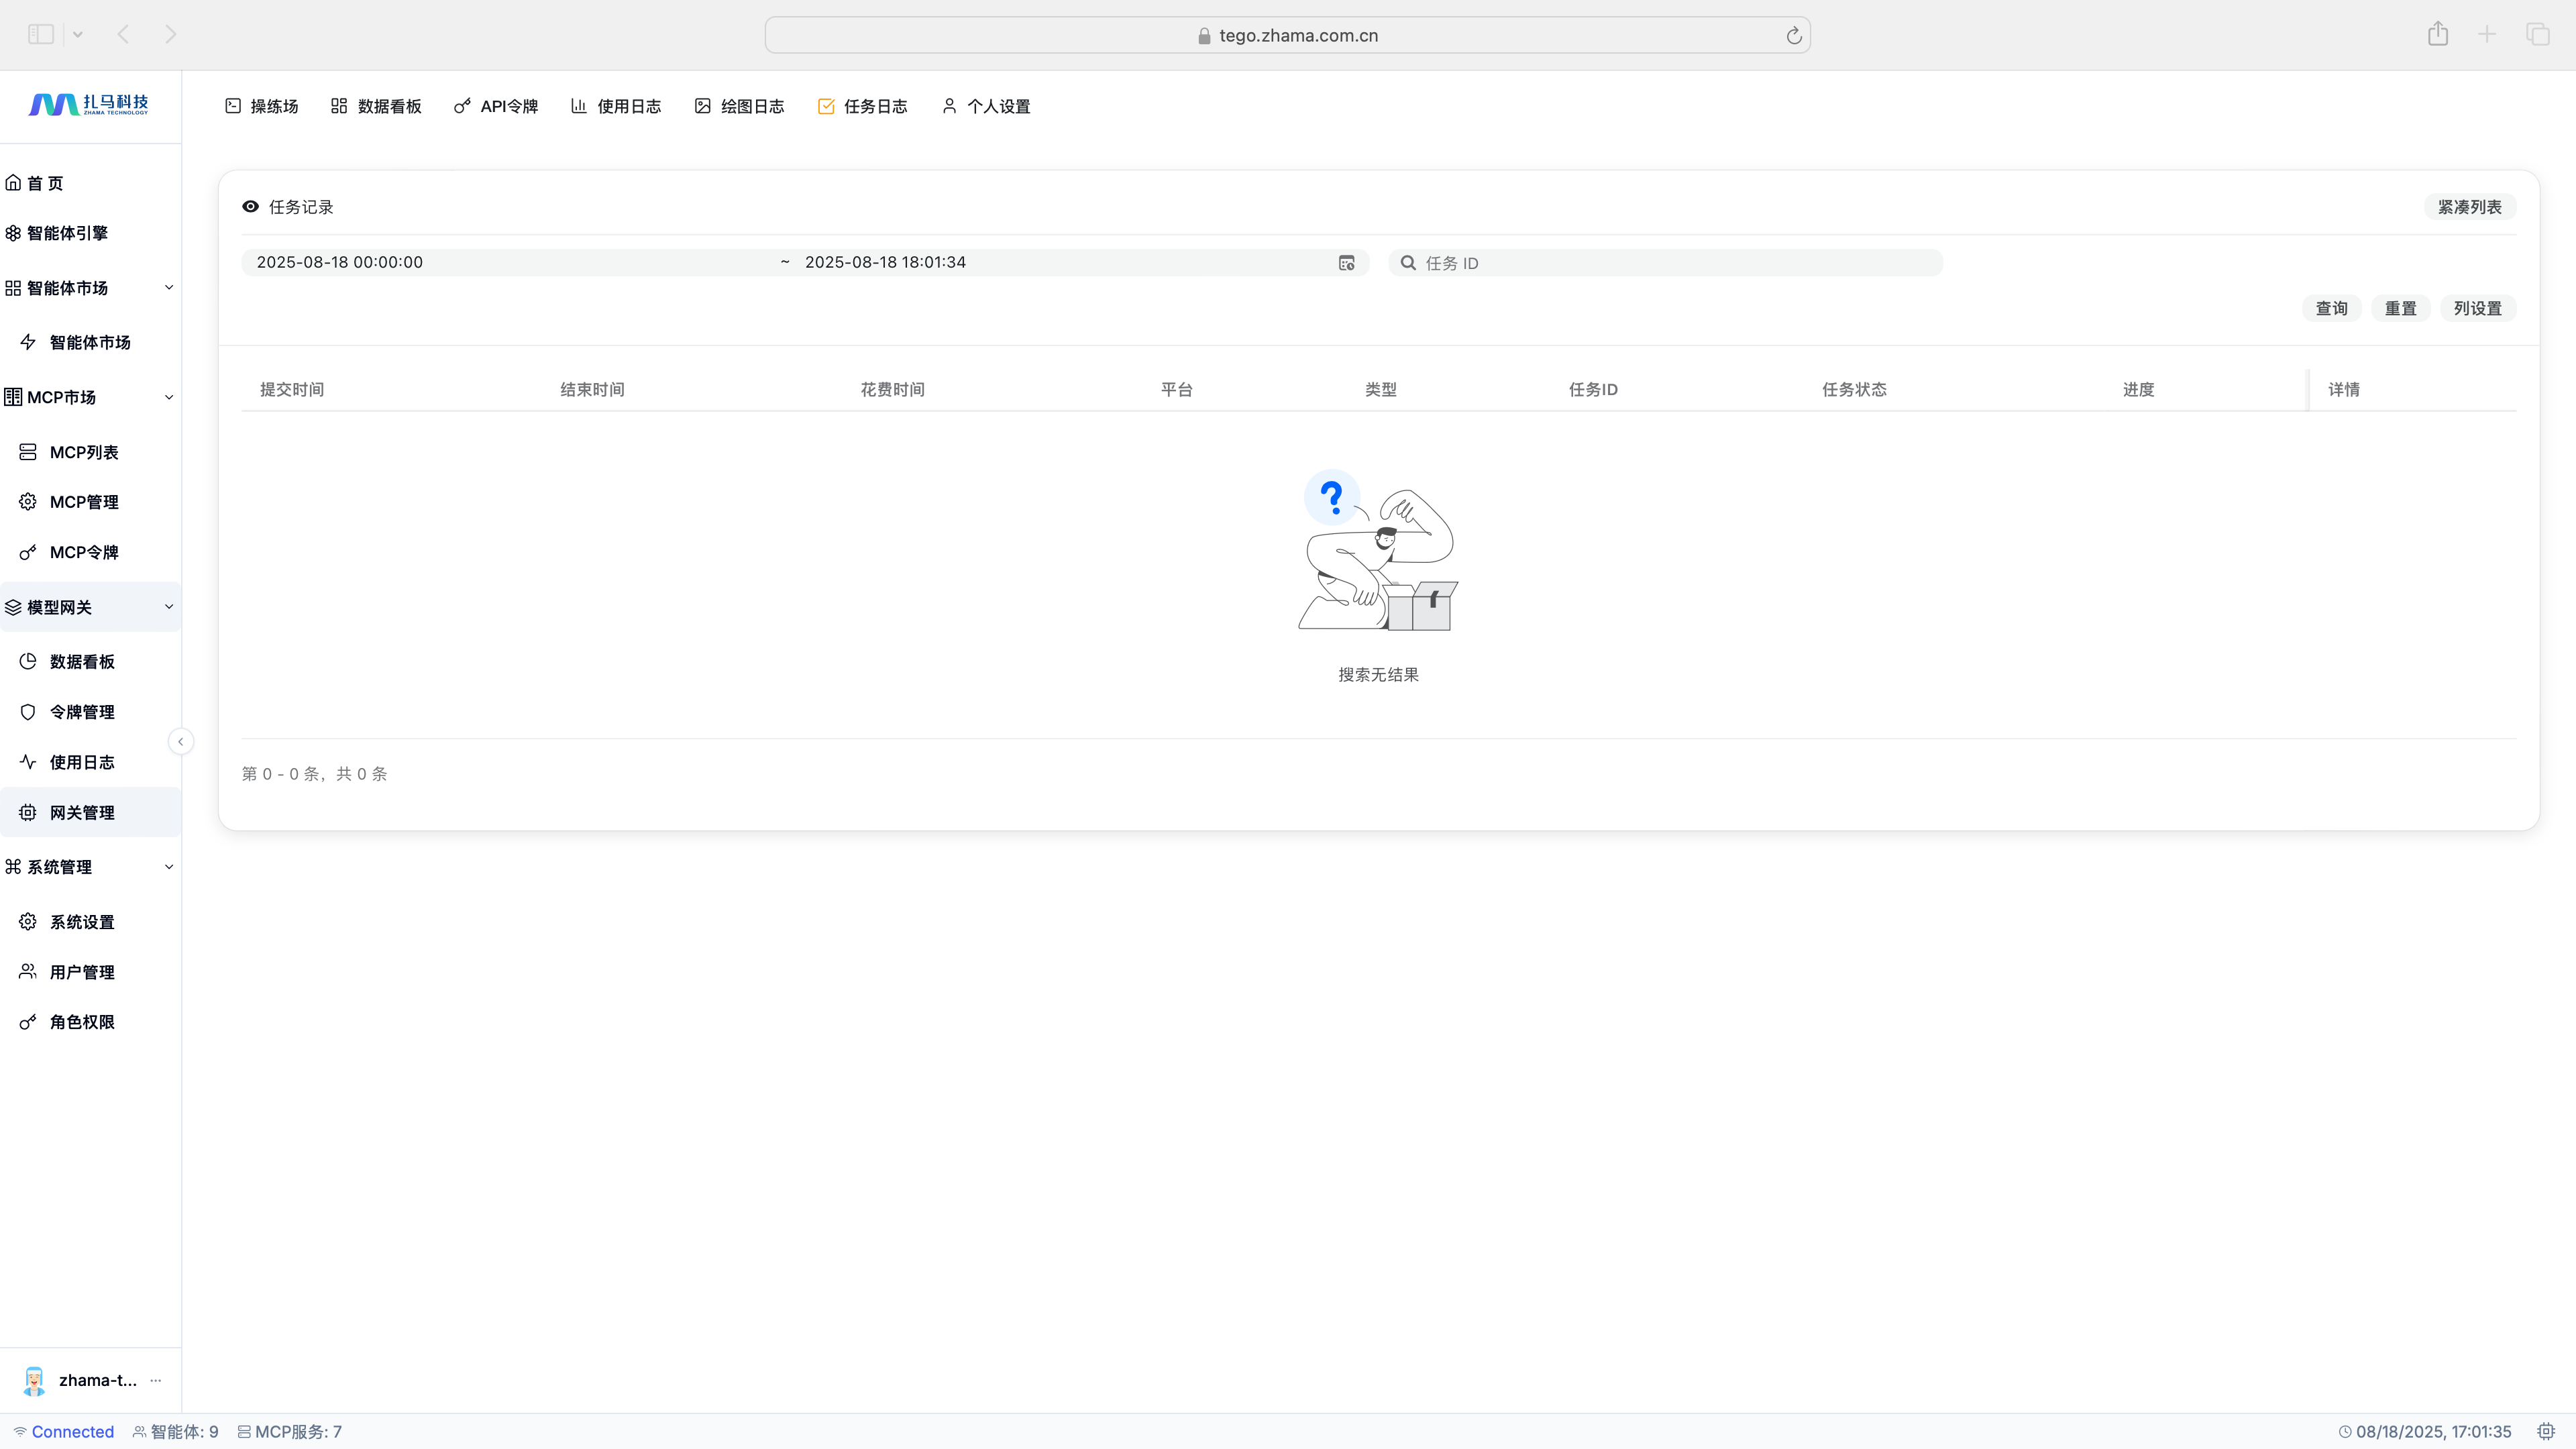 tego.zhama.com.cn
扎马科技
ZHAMA TECHNOLOGY
操练场 数据看板 API令牌 使用日志 绘图日志 任务日志 个人设置
首 页
智能体引擎
智能体市场
智能体市场
MCP市场
MCP列表
MCP管理
MCP令牌
模型网关
数据看板
令牌管理
使用日志
网关管理
系统管理
系统设置
用户管理
角色权限
zhama-t... ...
任务记录 紧凑列表
2025-08-18 00:00:00 ~ 2025-08-18 18:01:34 任务 ID
查询 重置 列设置
提交时间 结束时间 花费时间 平台 类型 任务ID 任务状态 进度 详情
?
搜索无结果
第 0 - 0 条，共 0 条
Connected 智能体: 9 MCP服务: 7 08/18/2025, 17:01:35